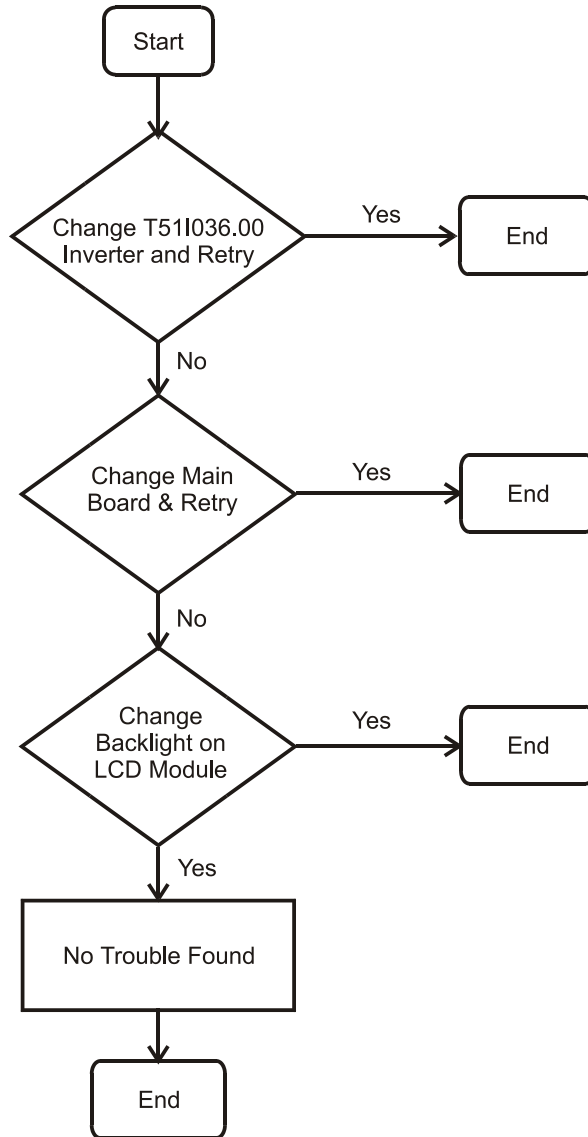 Start
Change T51I036.00
Inverter and Retry
Yes
End
No
Change Main
Board & Retry
Yes
End
No
Change
Backlight on
LCD Module
Yes
End
Yes
No Trouble Found
End